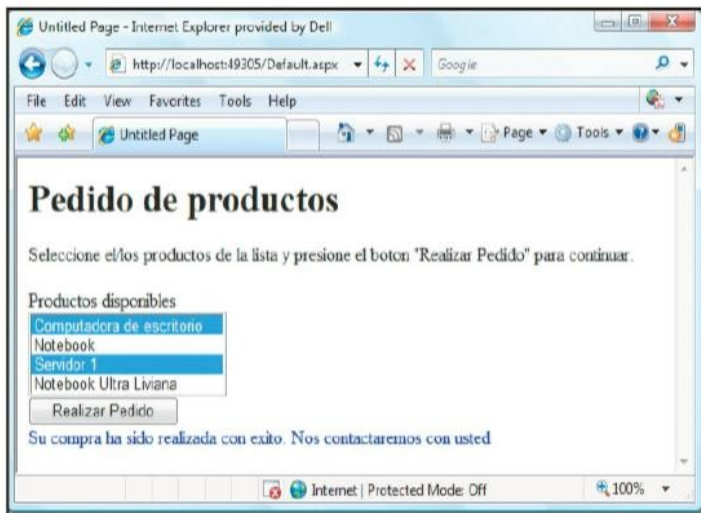 Untitled Page - Internet Explorer provided by Dell
http://localhost:49305/Default.aspx
Google
File Edit View Favorites Tools Help
Untitled Page
Page
Tools
Pedido de productos
Seleccione el/los productos de la lista y presione el boton "Realizar Pedido" para continuar.
Productos disponibles
Computadora de escritorio
Notebook
Servidor 1
Notebook Ultra Liviana
Realizar Pedido
Su compra ha sido realizada con exito. Nos contactaremos con usted
Internet | Protected Mode: Off
100%